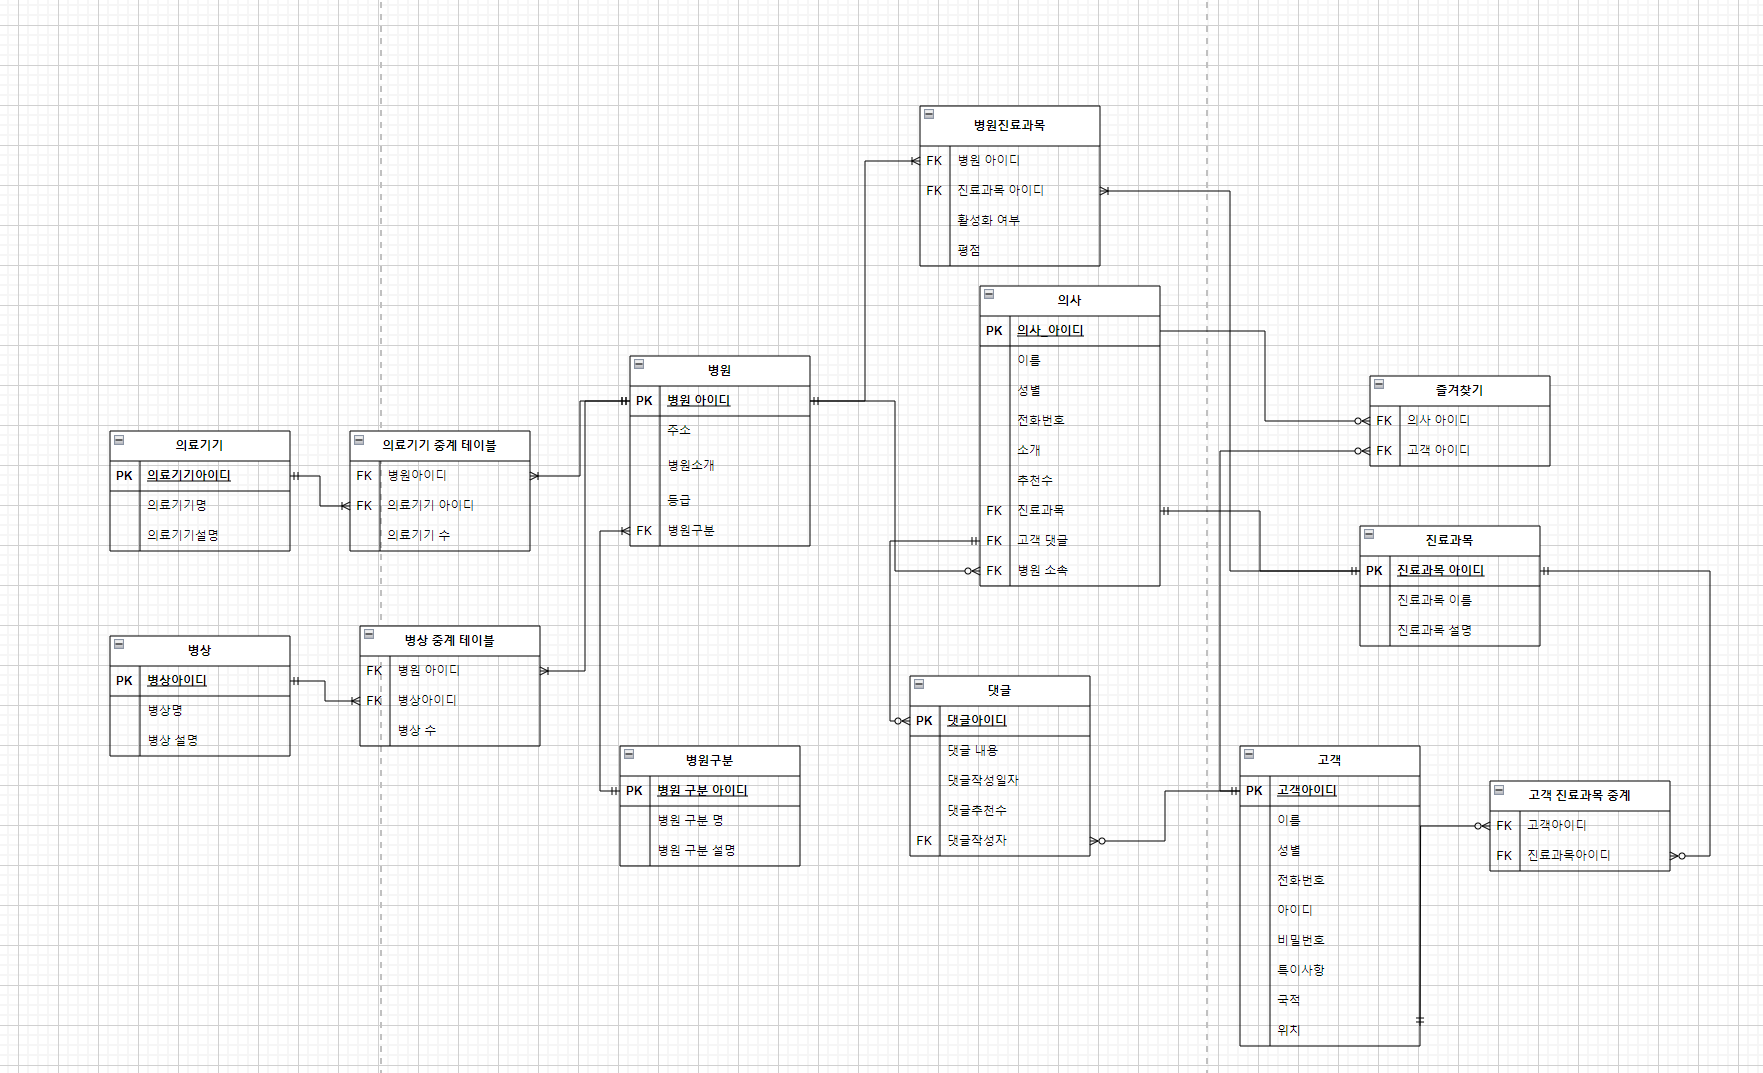 병원진료과목
FK 병원 아이디
FK 진료과목 아이디
활성화 여부
평점
의사
PK 의사_아이디
이름
성별
전화번호
소개
추천수
FK 진료과목
FK 고객 댓글
FK 병원 소속
병원
PK 병원 아이디
주소
병원소개
등급
FK 병원구분
즐겨찾기
FK 의사 아이디
FK 고객 아이디
의료기기
PK 의료기기아이디
의료기기명
의료기기설명
의료기기 중계 테이블
FK 병원아이디
FK 의료기기 아이디
의료기기 수
진료과목
PK 진료과목 아이디
진료과목 이름
진료과목 설명
병상
PK 병상아이디
병상명
병상 설명
병상 중계 테이블
FK 병원 아이디
FK 병상아이디
병상 수
댓글
PK 댓글아이디
댓글 내용
댓글작성일자
댓글추천수
FK 댓글작성자
병원구분
PK 병원 구분 아이디
병원 구분 명
병원 구분 설명
고객
PK 고객아이디
이름
성별
전화번호
아이디
비밀번호
특이사항
국적
위치
고객 진료과목 중계
FK 고객아이디
FK 진료과목아이디